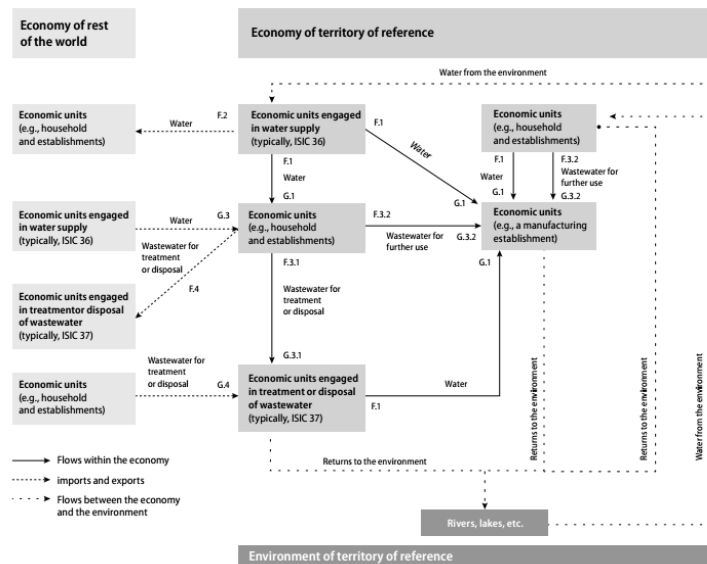 Economy of rest
of the world
Economy of territory of reference
Water from the environment
Economic units
(e.g., household
and establishments)
Water
F.2
Economic units engaged
in water supply
(typically, ISIC 36)
F.1
Water
Economic units
(e.g., household
and establishments)
F.1
Water
G.1
F.1
Water
G.1
F.3.2
Wastewater for
further use
G.3.2
G.1
Economic units engaged
in water supply
(typically, ISIC 36)
Water
G.3
Wastewater for
treatment
or disposal
F.4
Economic units
(e.g., household
and establishments)
F.3.2
Wastewater for
further use
G.3.2
Economic units
(e.g., a manufacturing
establishment)
G.1
F.3.1
Wastewater for
treatment
or disposal
G.3.1
Economic units engaged
in treatmentor disposal
of wastewater
(typically, ISIC 37)
Economic units
(e.g., household
and establishments)
Wastewater for
treatment
or disposal
G.4
Economic units engaged
in treatment or disposal
of wastewater
(typically, ISIC 37)
Water
F.1
Returns to the environment
Returns to the environment
Returns to the environment
Water from the environment
Flows within the economy
imports and exports
Flows between the economy
and the environment
Rivers, lakes, etc.
Environment of territory of reference